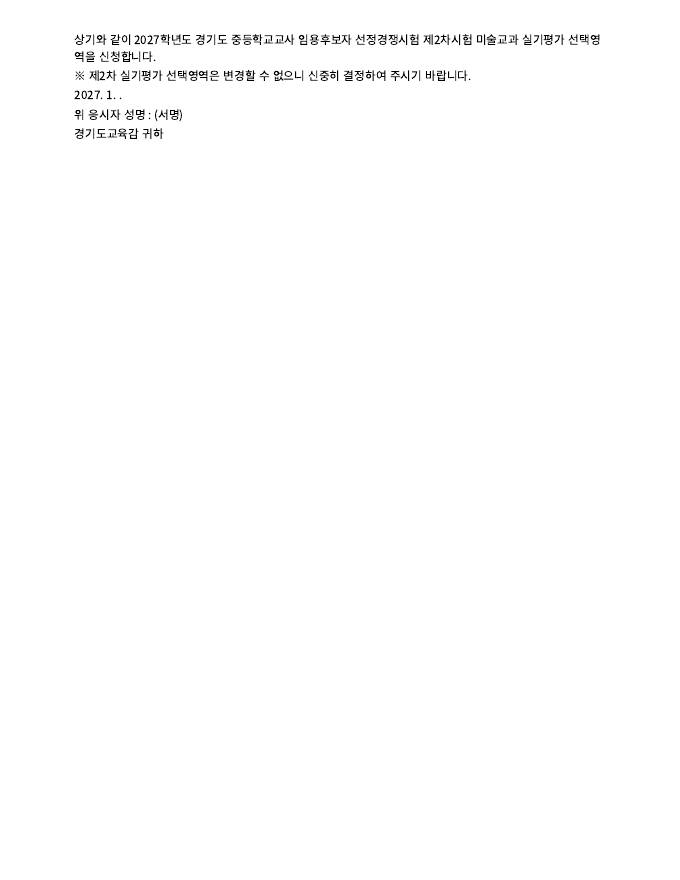 상기와 같이 2027학년도 경기도 중등학교교사 임용후보자 선정경쟁시험 제2차시험 미술교과 실기평가 선택영
역을 신청합니다.
※ 제2차 실기평가 선택영역은 변경할 수 없으니 신중히 결정하여 주시기 바랍니다.
2027. 1. .
위 응시자 성명 : (서명)
경기도교육감 귀하